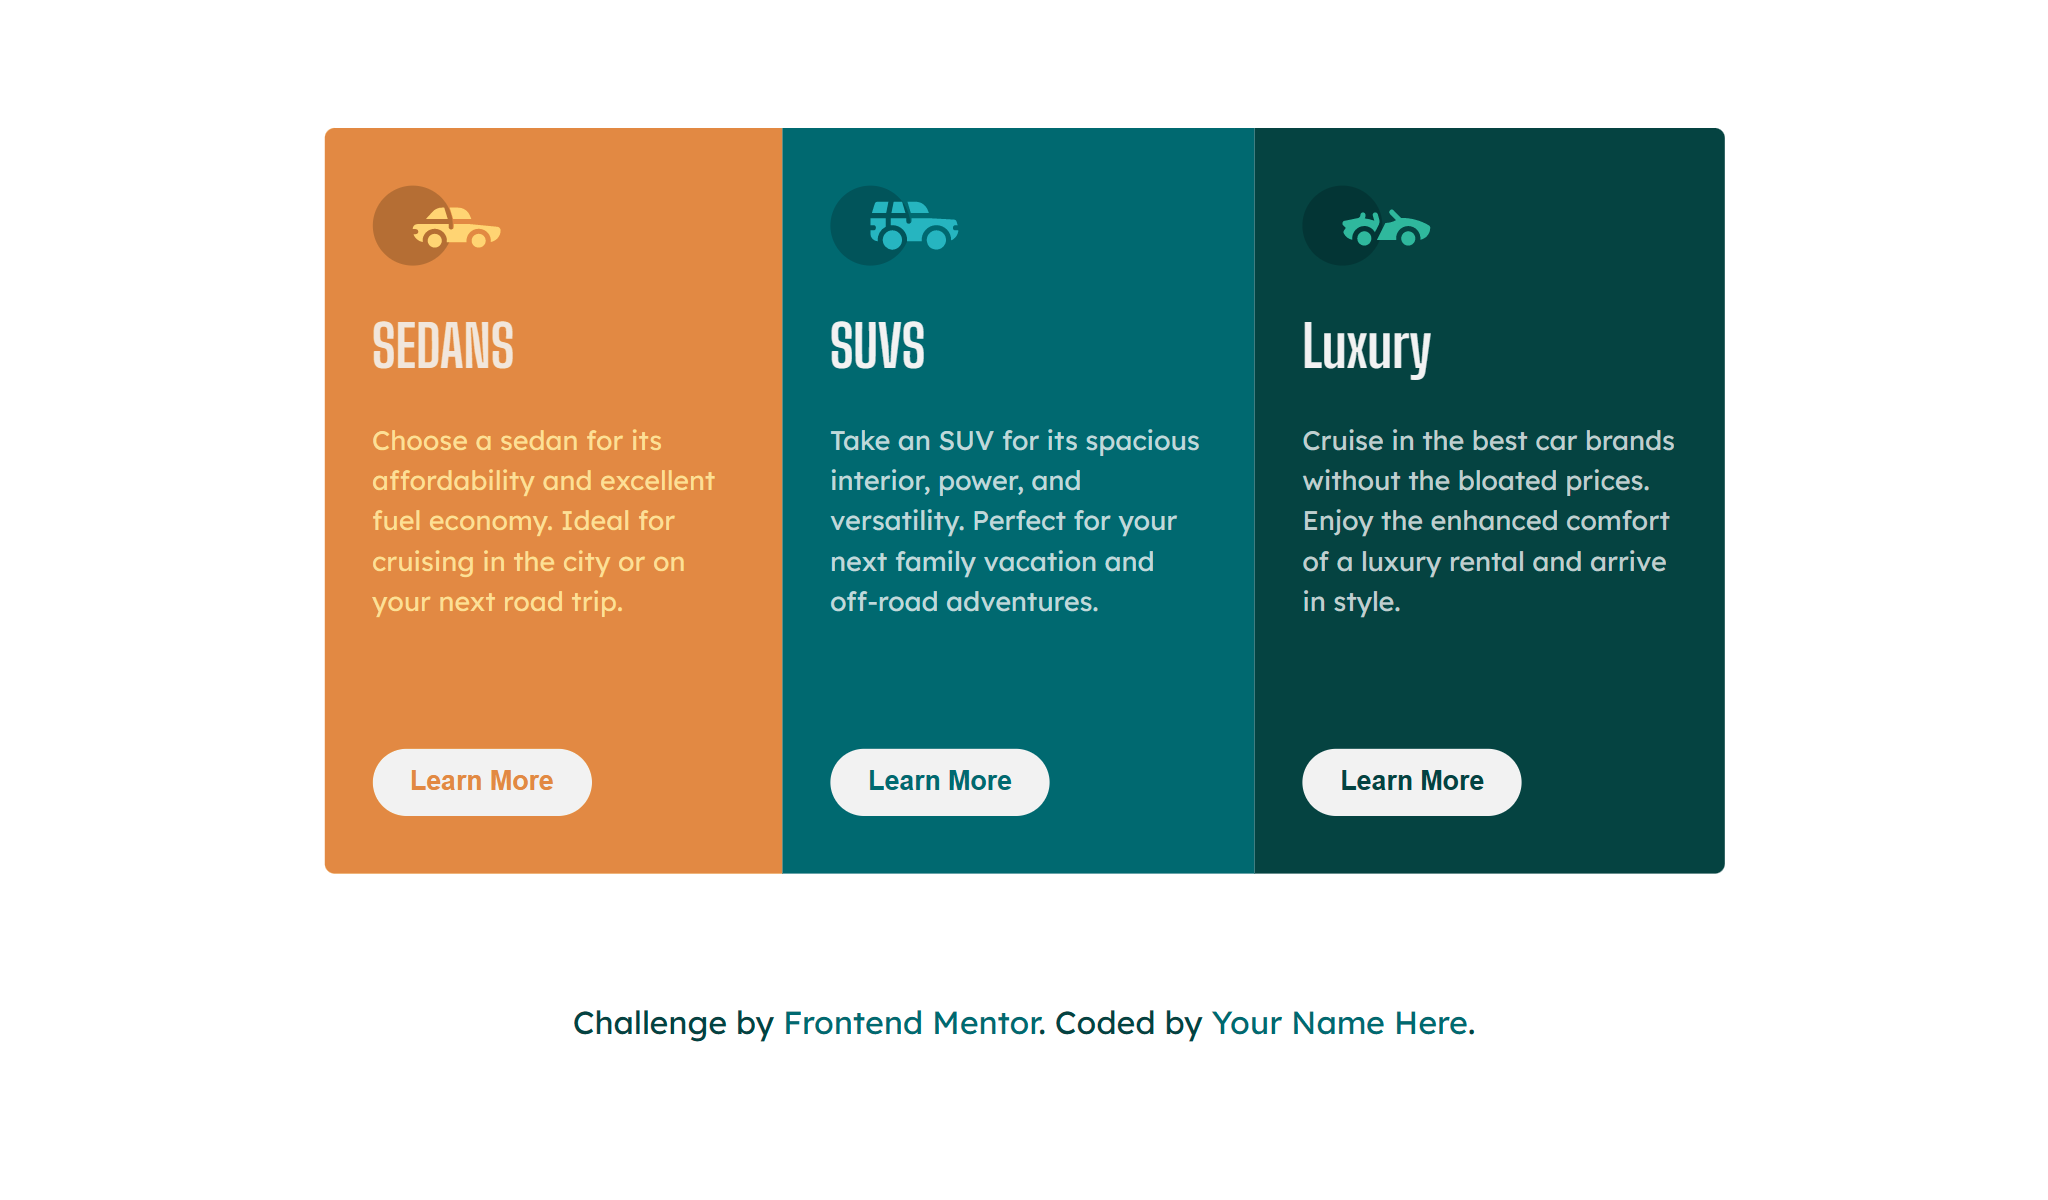 SEDANS
Choose a sedan for its
affordability and excellent
fuel economy. Ideal for
cruising in the city or on
your next road trip.
Learn More
SUVS
Take an SUV for its spacious
interior, power, and
versatility. Perfect for your
next family vacation and
off-road adventures.
Learn More
Luxury
Cruise in the best car brands
without the bloated prices.
Enjoy the enhanced comfort
of a luxury rental and arrive
in style.
Learn More
Challenge by Frontend Mentor. Coded by Your Name Here.